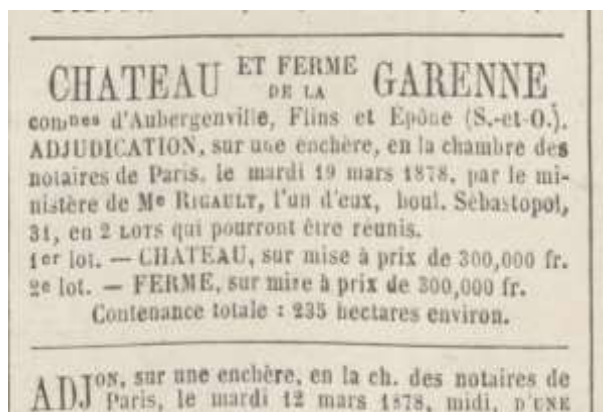 CHATEAU ET FERME DE LA GARENNE
comnes d'Aubergenville, Flins et Epône (S.-et-O.).
ADJUDICATION, sur une enchère, en la chambre des
notaires de Paris, le mardi 19 mars 1878, par le mi-
nistère de Me RIGAULT, l'un d'eux, boul. Sébastopol,
31, en 2 LOTS qui pourront être réunis.
1er lot. — CHATEAU, sur mise à prix de 300,000 fr.
2e lot. — FERME, sur mise à prix de 300,000 fr.
Contenance totale : 235 hectares environ.
ADJON, sur une enchère, en la ch. des notaires de
Paris, le mardi 12 mars 1878, midi, D'UNE